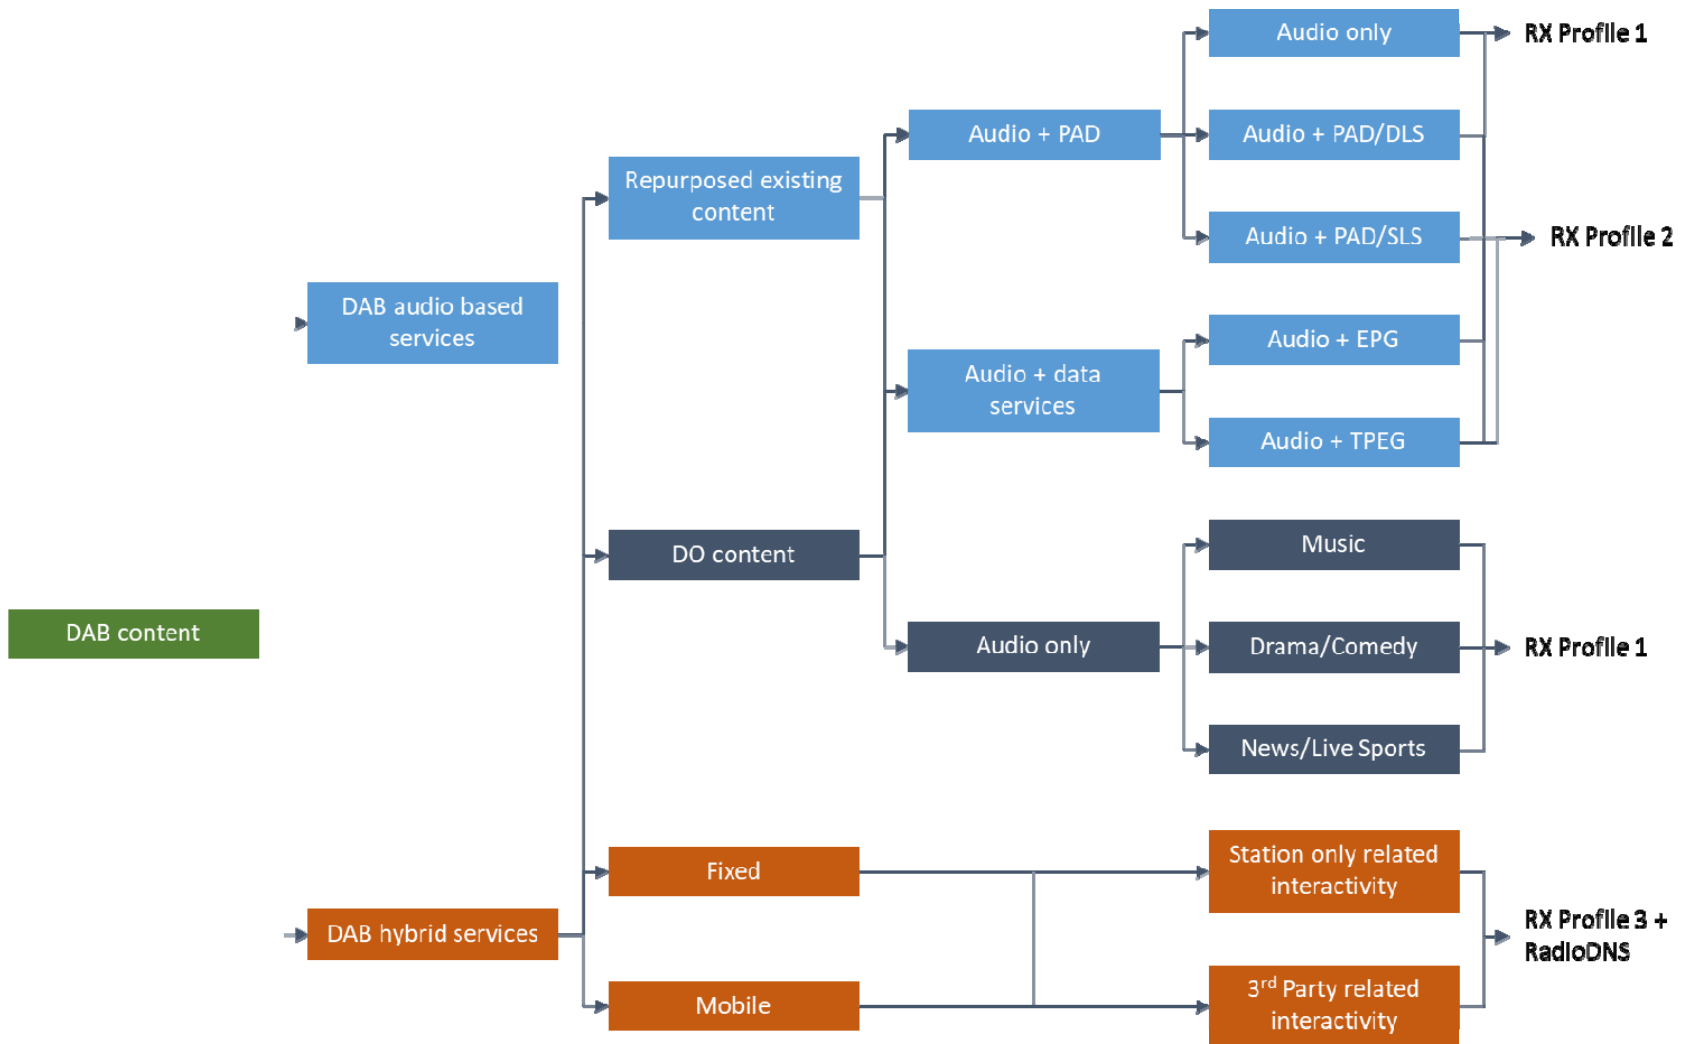 Audio only
RX Profile 1
Audio + PAD
Audio + PAD/DLS
Repurposed existing
content
Audio + PAD/SLS
RX Profile 2
DAB audio based
services
Audio + EPG
Audio + data
services
Audio + TPEG
DO content
Music
DAB content
Audio only
Drama/Comedy
RX Profile 1
News/Live Sports
Fixed
Station only related
interactivity
DAB hybrid services
RX Profile 3 +
RadioDNS
Mobile
3rd Party related
interactivity